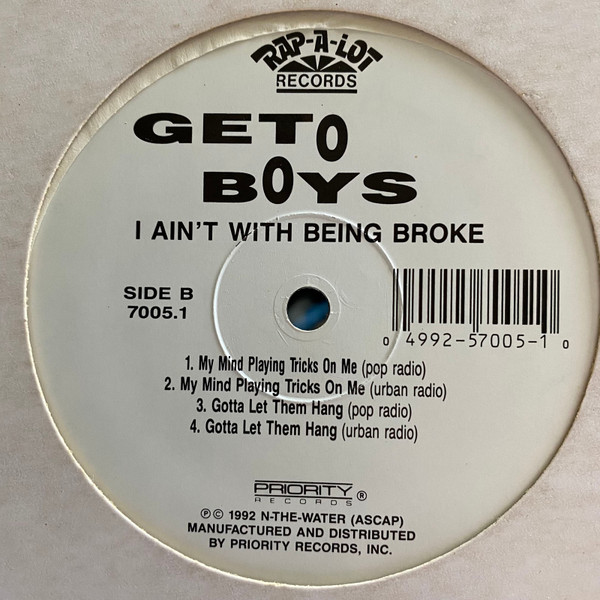 RAP-A-LOT
RECORDS
GETO
BOYS
I AIN'T WITH BEING BROKE
SIDE B
7005.1
0 4992-57005-1 0
1. My Mind Playing Tricks On Me (pop radio)
2. My Mind Playing Tricks On Me (urban radio)
3. Gotta Let Them Hang (pop radio)
4. Gotta Let Them Hang (urban radio)
PRIORITY ®
RECORDS
℗© 1992 N-THE-WATER (ASCAP)
MANUFACTURED AND DISTRIBUTED
BY PRIORITY RECORDS, INC.